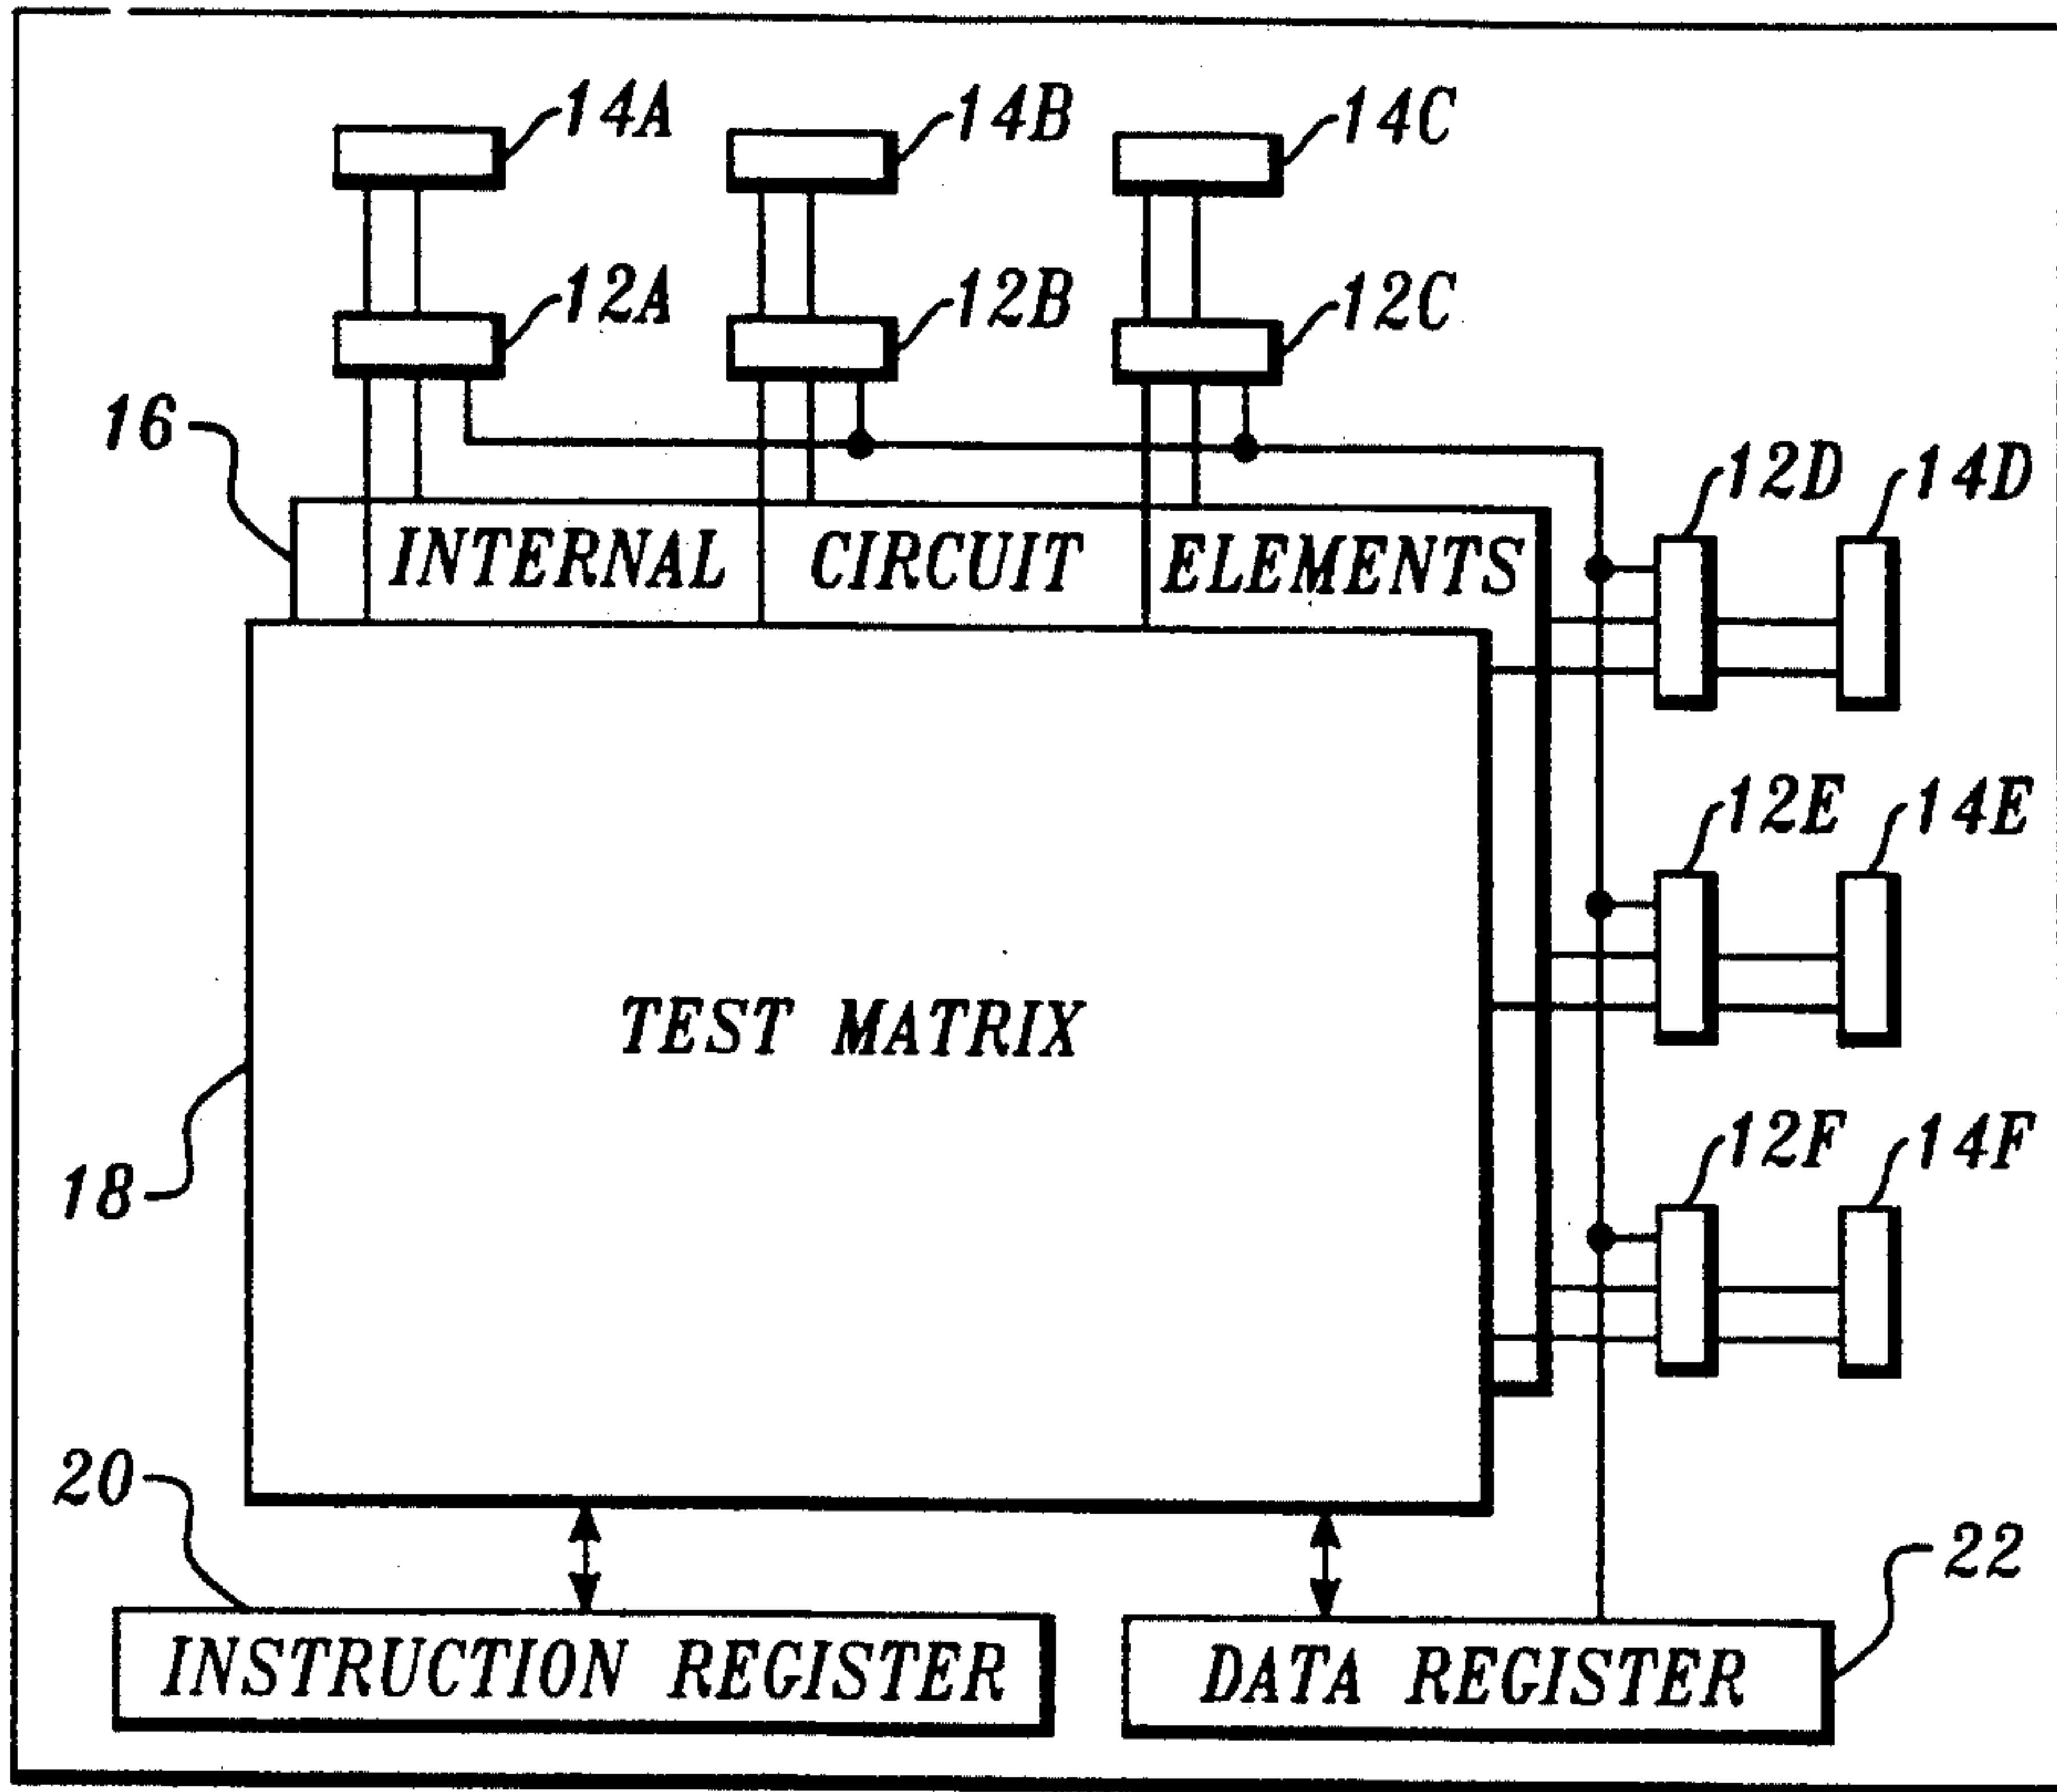 14A
14B
14C
12A
12B
12C
16
12D
14D
INTERNAL CIRCUIT ELEMENTS
12E
14E
TEST MATRIX
12F
14F
18
20
22
INSTRUCTION REGISTER
DATA REGISTER